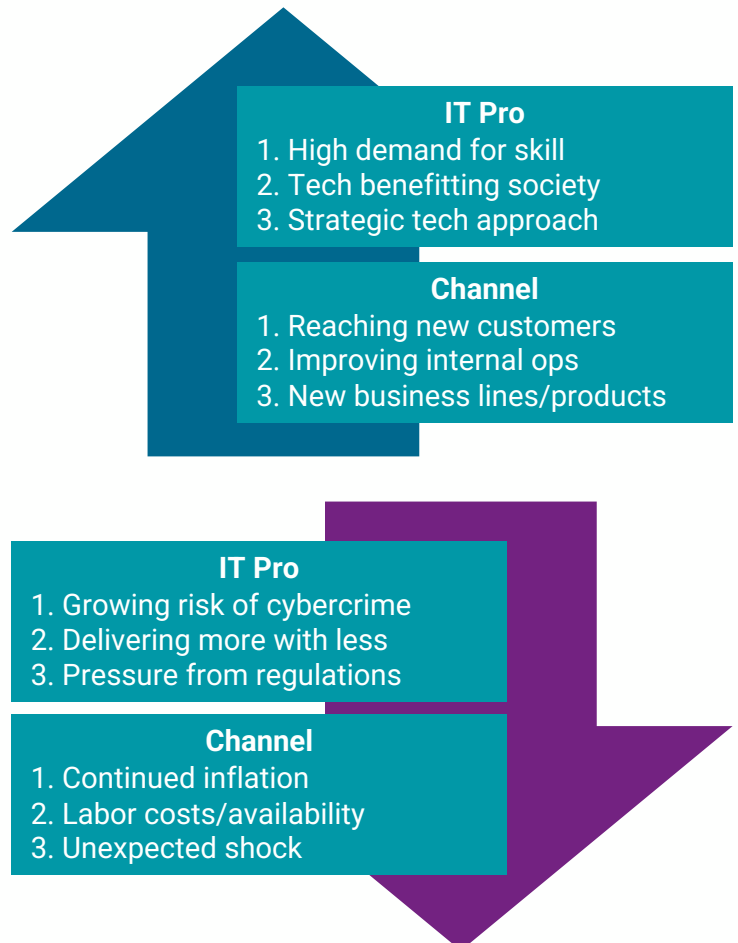 IT Pro
1. High demand for skill
2. Tech benefitting society
3. Strategic tech approach
Channel
1. Reaching new customers
2. Improving internal ops
3. New business lines/products
IT Pro
1. Growing risk of cybercrime
2. Delivering more with less
3. Pressure from regulations
Channel
1. Continued inflation
2. Labor costs/availability
3. Unexpected shock